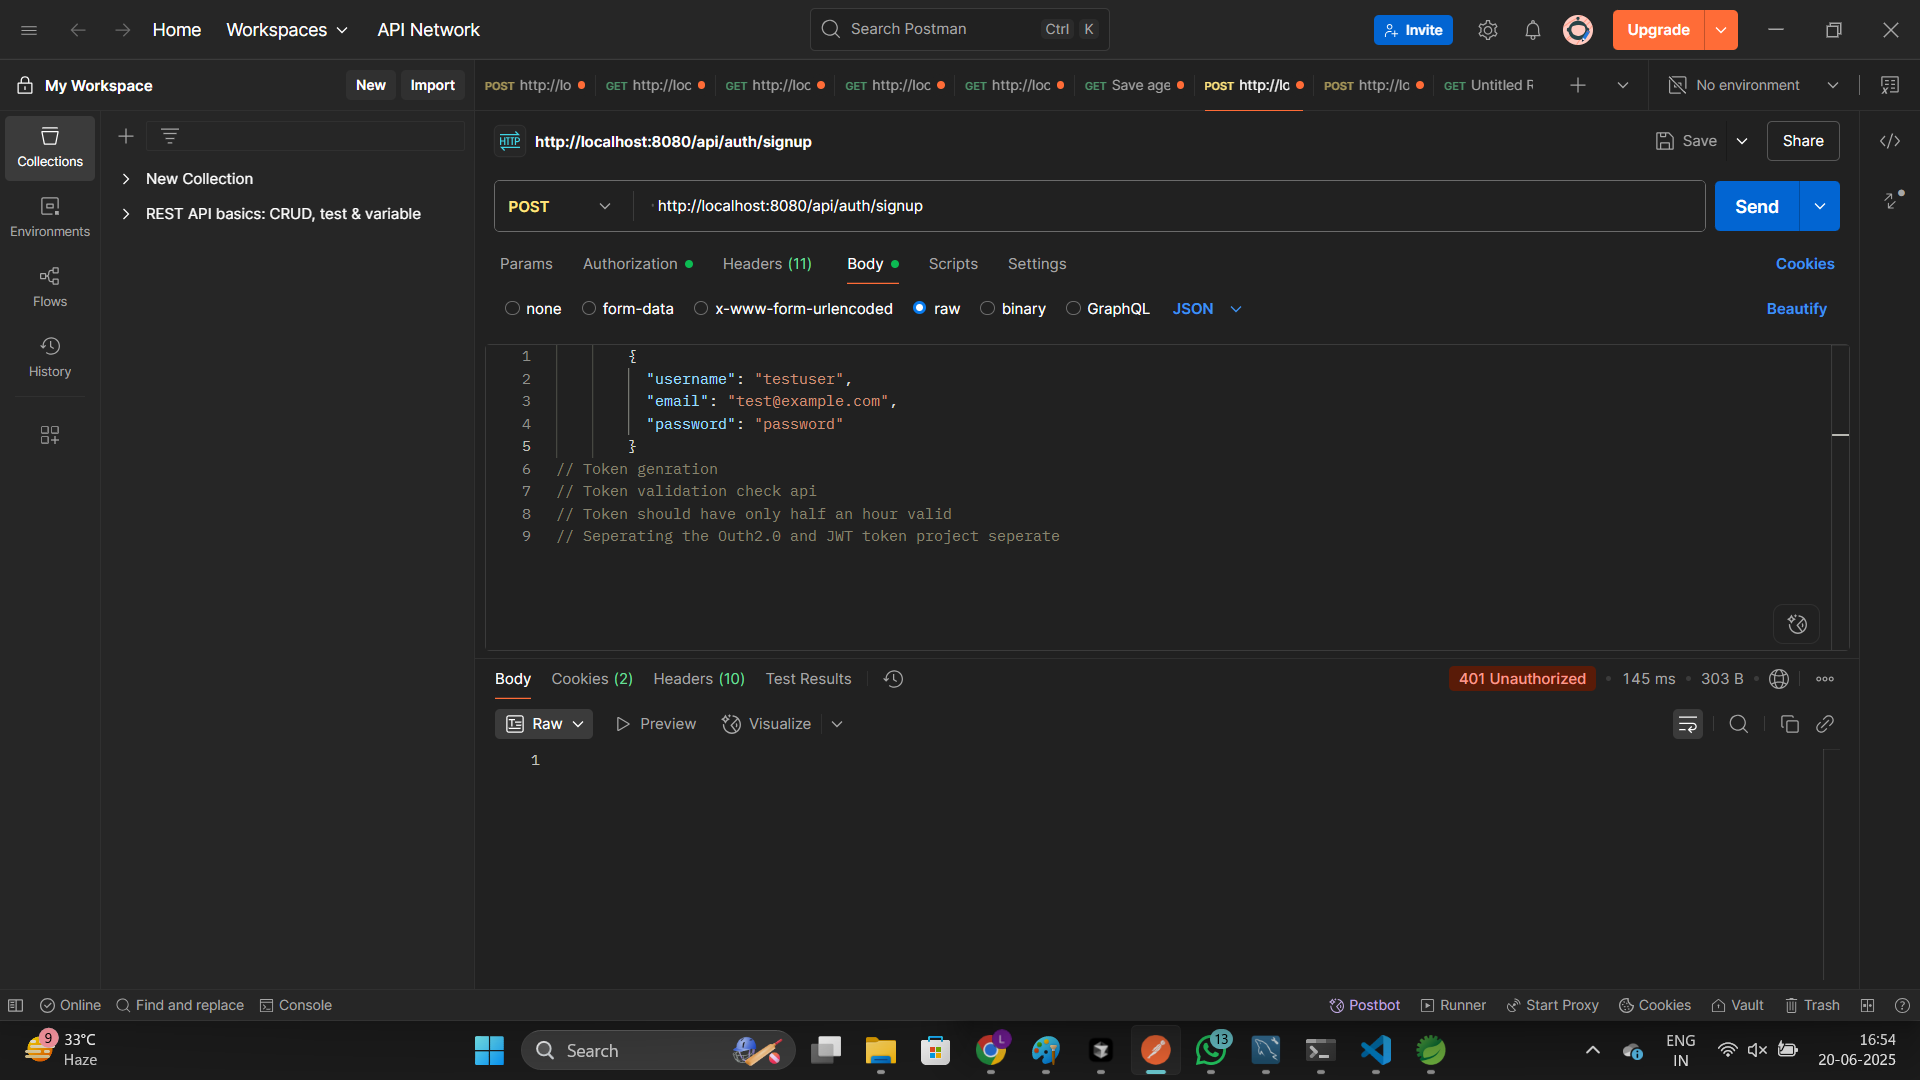 Home
Workspaces
API Network
Search Postman
Ctrl
K
Invite
Upgrade
My Workspace
New
Import
POST http://lo
GET http://loc
GET http://loc
GET http://loc
GET http://loc
GET Save age
POST http://lo
POST http://lo
GET Untitled R
No environment
Collections
Environments
Flows
History
New Collection
REST API basics: CRUD, test & variable
HTTP
http://localhost:8080/api/auth/signup
Save
Share
POST
http://localhost:8080/api/auth/signup
Send
Params
Authorization
Headers (11)
Body
Scripts
Settings
Cookies
none
form-data
x-www-form-urlencoded
raw
binary
GraphQL
JSON
Beautify
1 {
2 "username": "testuser",
3 "email": "test@example.com",
4 "password": "password"
5 }
6 // Token genration
7 // Token validation check api
8 // Token should have only half an hour valid
9 // Seperating the Outh2.0 and JWT token project seperate
Body
Cookies (2)
Headers (10)
Test Results
401 Unauthorized
145 ms
303 B
Raw
Preview
Visualize
1
Online
Find and replace
Console
Postbot
Runner
Start Proxy
Cookies
Vault
Trash
9
33°C
Haze
Search
L
13
ENG
IN
16:54
20-06-2025